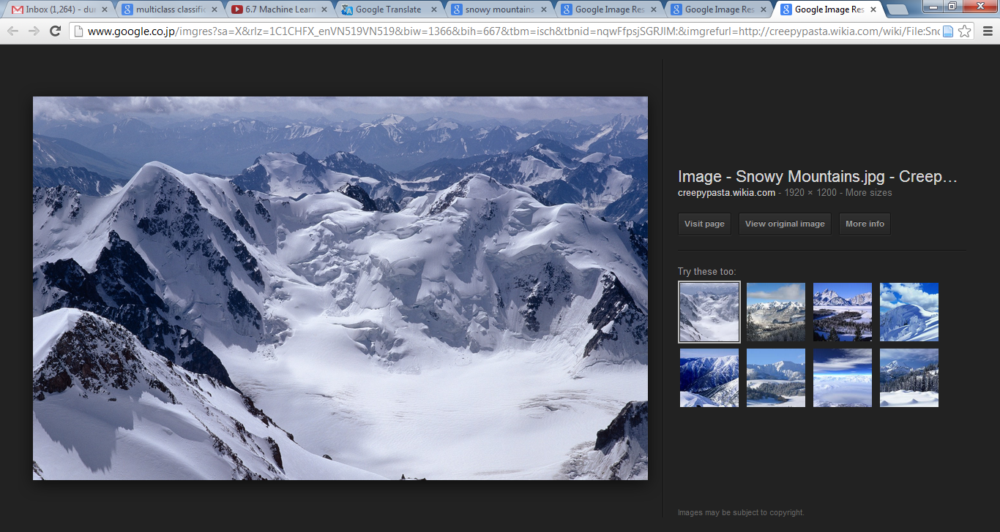 Inbox (1,264) - du
multiclass classific
6.7 Machine Learn
Google Translate
snowy mountains
Google Image Res
Google Image Res
Google Image Res
www.google.co.jp/imgres?sa=X&rlz=1C1CHFX_enVN519VN519&biw=1366&bih=667&tbm=isch&tbnid=nqwFfpsjSGRJlM:&imgrefurl=http://creepypasta.wikia.com/wiki/File:Sno
Image - Snowy Mountains.jpg - Creep...
creepypasta.wikia.com - 1920 × 1200 - More sizes
Visit page View original image More info
Try these too:
Images may be subject to copyright.